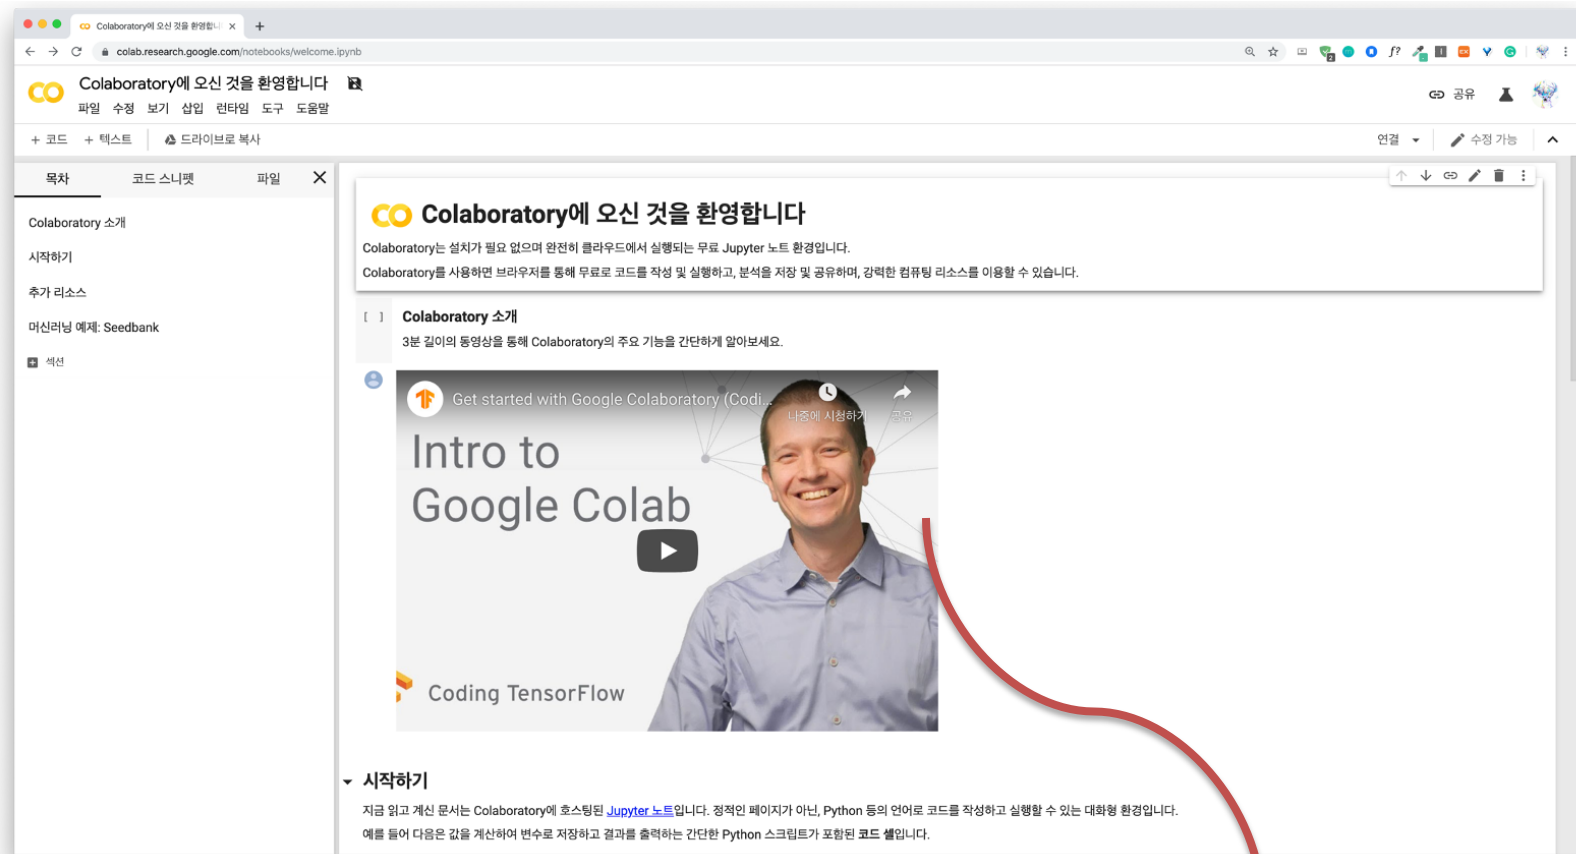 Colaboratory에 오신 것을 환영합니
colab.research.google.com/notebooks/welcome.ipynb
Colaboratory에 오신 것을 환영합니다
파일 수정 보기 삽입 런타임 도구 도움말
공유
+ 코드 + 텍스트 드라이브로 복사
연결 수정 가능
목차 코드 스니펫 파일
Colaboratory 소개
시작하기
추가 리소스
머신러닝 예제: Seedbank
섹션
CO Colaboratory에 오신 것을 환영합니다
Colaboratory는 설치가 필요 없으며 완전히 클라우드에서 실행되는 무료 Jupyter 노트 환경입니다.
Colaboratory를 사용하면 브라우저를 통해 무료로 코드를 작성 및 실행하고, 분석을 저장 및 공유하며, 강력한 컴퓨팅 리소스를 이용할 수 있습니다.
[ ] Colaboratory 소개
3분 길이의 동영상을 통해 Colaboratory의 주요 기능을 간단하게 알아보세요.
Get started with Google Colaboratory (Codi...
나중에 시청하기 공유
Intro to
Google Colab
Coding TensorFlow
시작하기
지금 읽고 계신 문서는 Colaboratory에 호스팅된 Jupyter 노트입니다. 정적인 페이지가 아닌, Python 등의 언어로 코드를 작성하고 실행할 수 있는 대화형 환경입니다.
예를 들어 다음은 값을 계산하여 변수로 저장하고 결과를 출력하는 간단한 Python 스크립트가 포함된 코드 셀입니다.